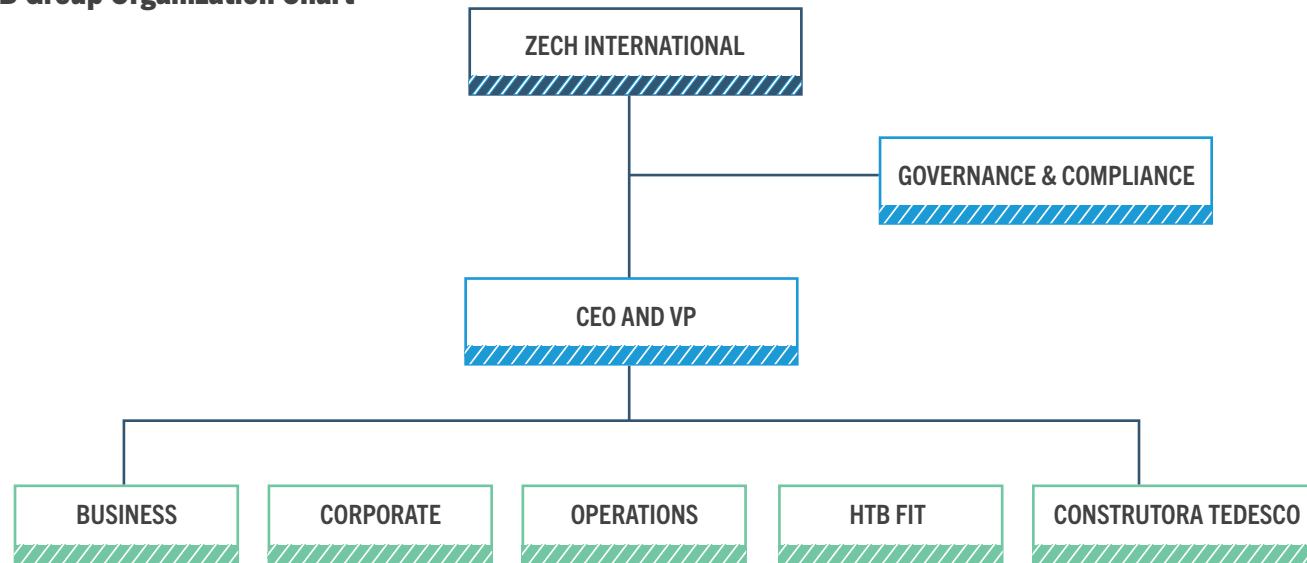 Group Organization Chart
ZECH INTERNATIONAL
GOVERNANCE & COMPLIANCE
CEO AND VP
BUSINESS
CORPORATE
OPERATIONS
HTB FIT
CONSTRUTORA TEDESCO